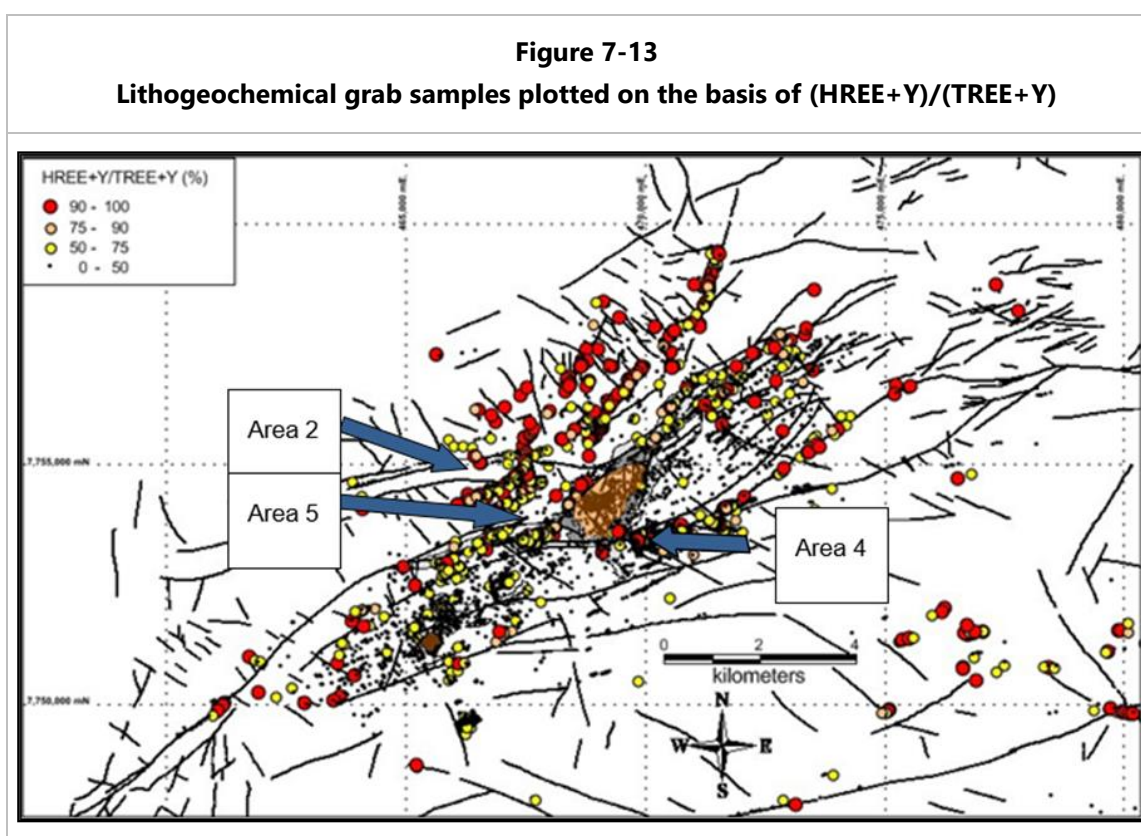 Figure 7-13
Lithogeochemical grab samples plotted on the basis of (HREE+Y)/(TREE+Y)
HREE+Y/TREE+Y (%)
90 - 100
75 - 90
50 - 75
0 - 50
465,000 mE
470,000 mE
475,000 mE
480,000 mE
Area 2
7,755,000 mN
Area 5
Area 4
0 2 4
kilometers
7,750,000 mN
N
W E
S